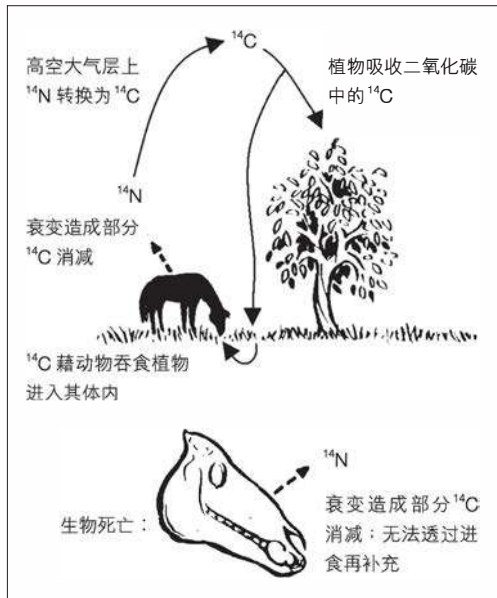 ¹⁴C
高空大气层上
¹⁴N 转换为 ¹⁴C
植物吸收二氧化碳
中的 ¹⁴C
¹⁴N
衰变造成部分
¹⁴C 消减
¹⁴C 藉动物吞食植物
进入其体内
¹⁴N
生物死亡：
衰变造成部分 ¹⁴C
消减：无法透过进
食再补充